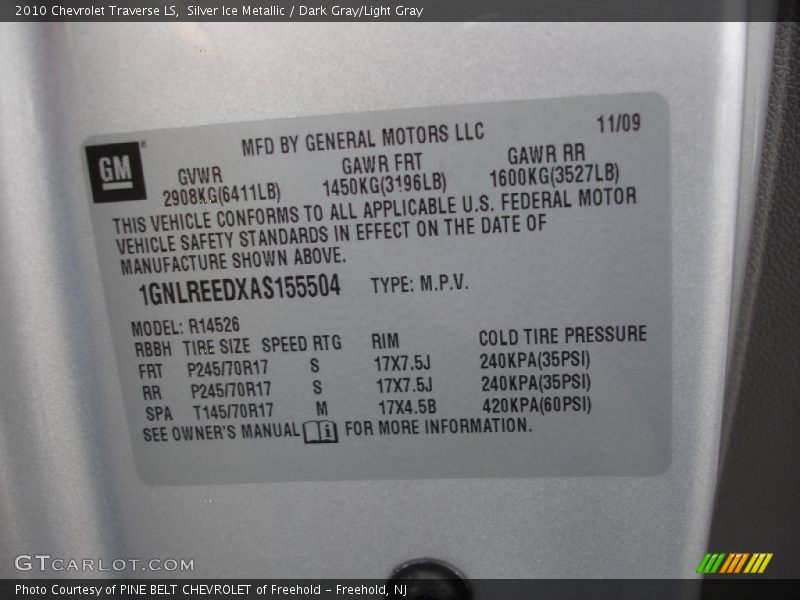 2010 Chevrolet Traverse LS, Silver Ice Metallic / Dark Gray/Light Gray
GM
MFD BY GENERAL MOTORS LLC 11/09
GVWR GAWR FRT GAWR RR
2908KG(6411LB) 1450KG(3196LB) 1600KG(3527LB)
THIS VEHICLE CONFORMS TO ALL APPLICABLE U.S. FEDERAL MOTOR
VEHICLE SAFETY STANDARDS IN EFFECT ON THE DATE OF
MANUFACTURE SHOWN ABOVE.
1GNLREEDXAS155504 TYPE: M.P.V.
MODEL: R14526
RBBH TIRE SIZE SPEED RTG RIM COLD TIRE PRESSURE
FRT P245/70R17 S 17X7.5J 240KPA(35PSI)
RR P245/70R17 S 17X7.5J 240KPA(35PSI)
SPA T145/70R17 M 17X4.5B 420KPA(60PSI)
SEE OWNER'S MANUAL i FOR MORE INFORMATION.
GTCARLOT.COM
Photo Courtesy of PINE BELT CHEVROLET of Freehold - Freehold, NJ